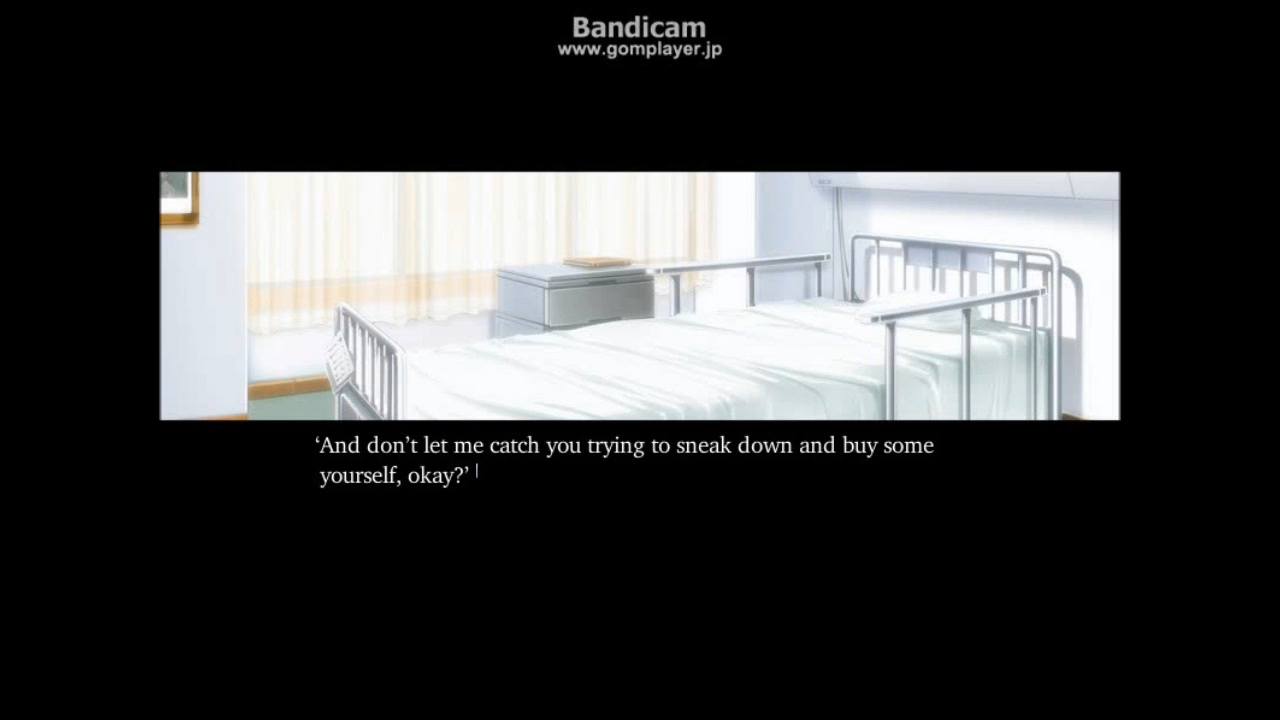 Bandicam
www.gomplayer.jp
‘And don’t let me catch you trying to sneak down and buy some
yourself, okay?’